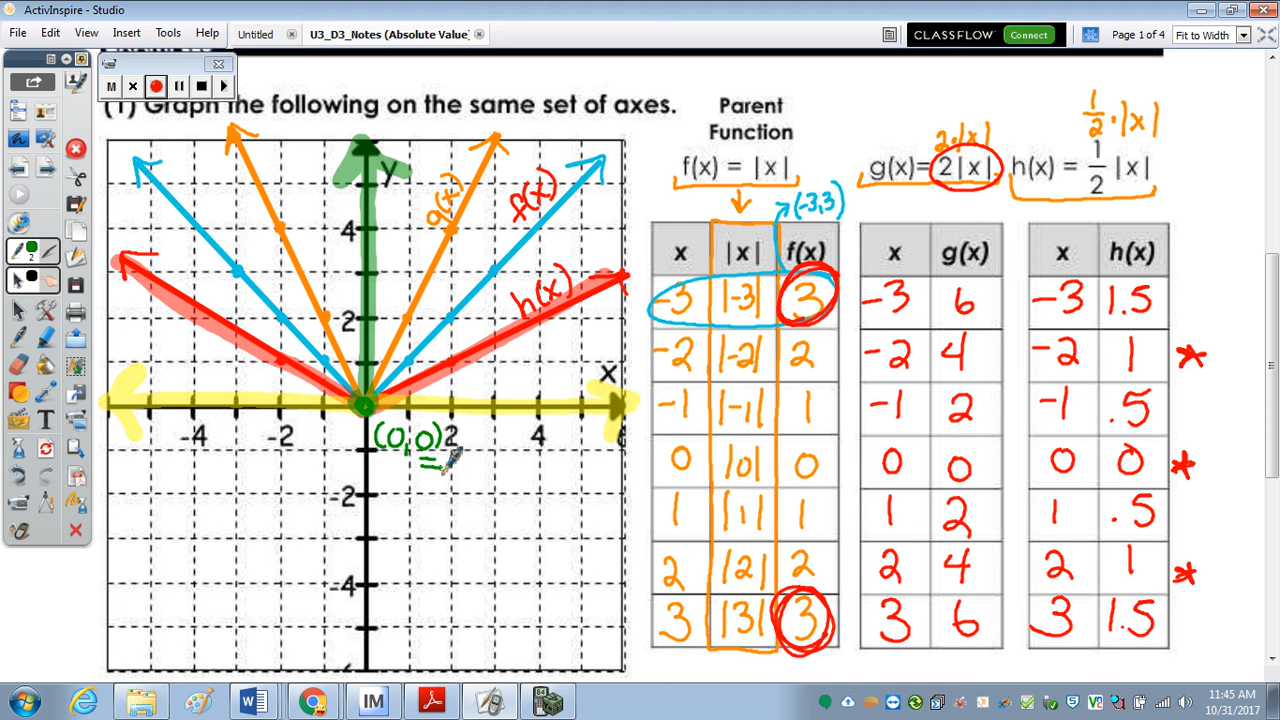 ActivInspire - Studio
File Edit View Insert Tools Help Untitled U3_D3_Notes (Absolute Value) CLASSFLOW Connect Page 1 of 4 Fit to Width
M
(1) Graph the following on the same set of axes.
Parent
Function
f(x) = |x|
2·|x|
g(x)= 2|x|
1/2 · |x|
h(x) = 1/2 |x|
(-3,3)
x |x| f(x)
-3 |-3| 3
-2 |-2| 2
-1 |-1| 1
0 |0| 0
1 |1| 1
2 |2| 2
3 |3| 3
x g(x)
-3 6
-2 4
-1 2
0 0
1 2
2 4
3 6
x h(x)
-3 1.5
-2 1 *
-1 .5
0 0 *
1 .5
2 1 *
3 1.5
Y
g(x)
f(x)
h(x)
4
2
X
-4 -2 2 4
(0,0)
-2
-4
2
W IM
11:45 AM
10/31/2017